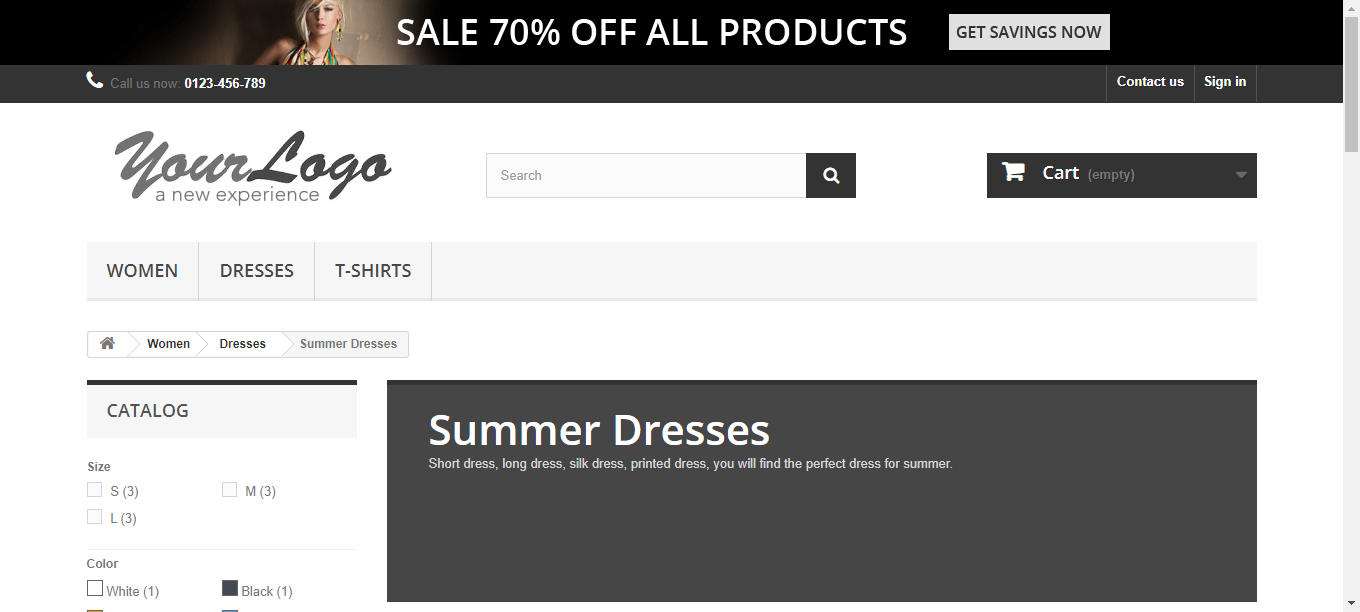 SALE 70% OFF ALL PRODUCTS GET SAVINGS NOW
Call us now: 0123-456-789 Contact us Sign in
YourLogo
a new experience
Search
Cart (empty)
WOMEN DRESSES T-SHIRTS
Women Dresses Summer Dresses
CATALOG
Size
S (3) M (3)
L (3)
Color
White (1) Black (1)
Summer Dresses
Short dress, long dress, silk dress, printed dress, you will find the perfect dress for summer.